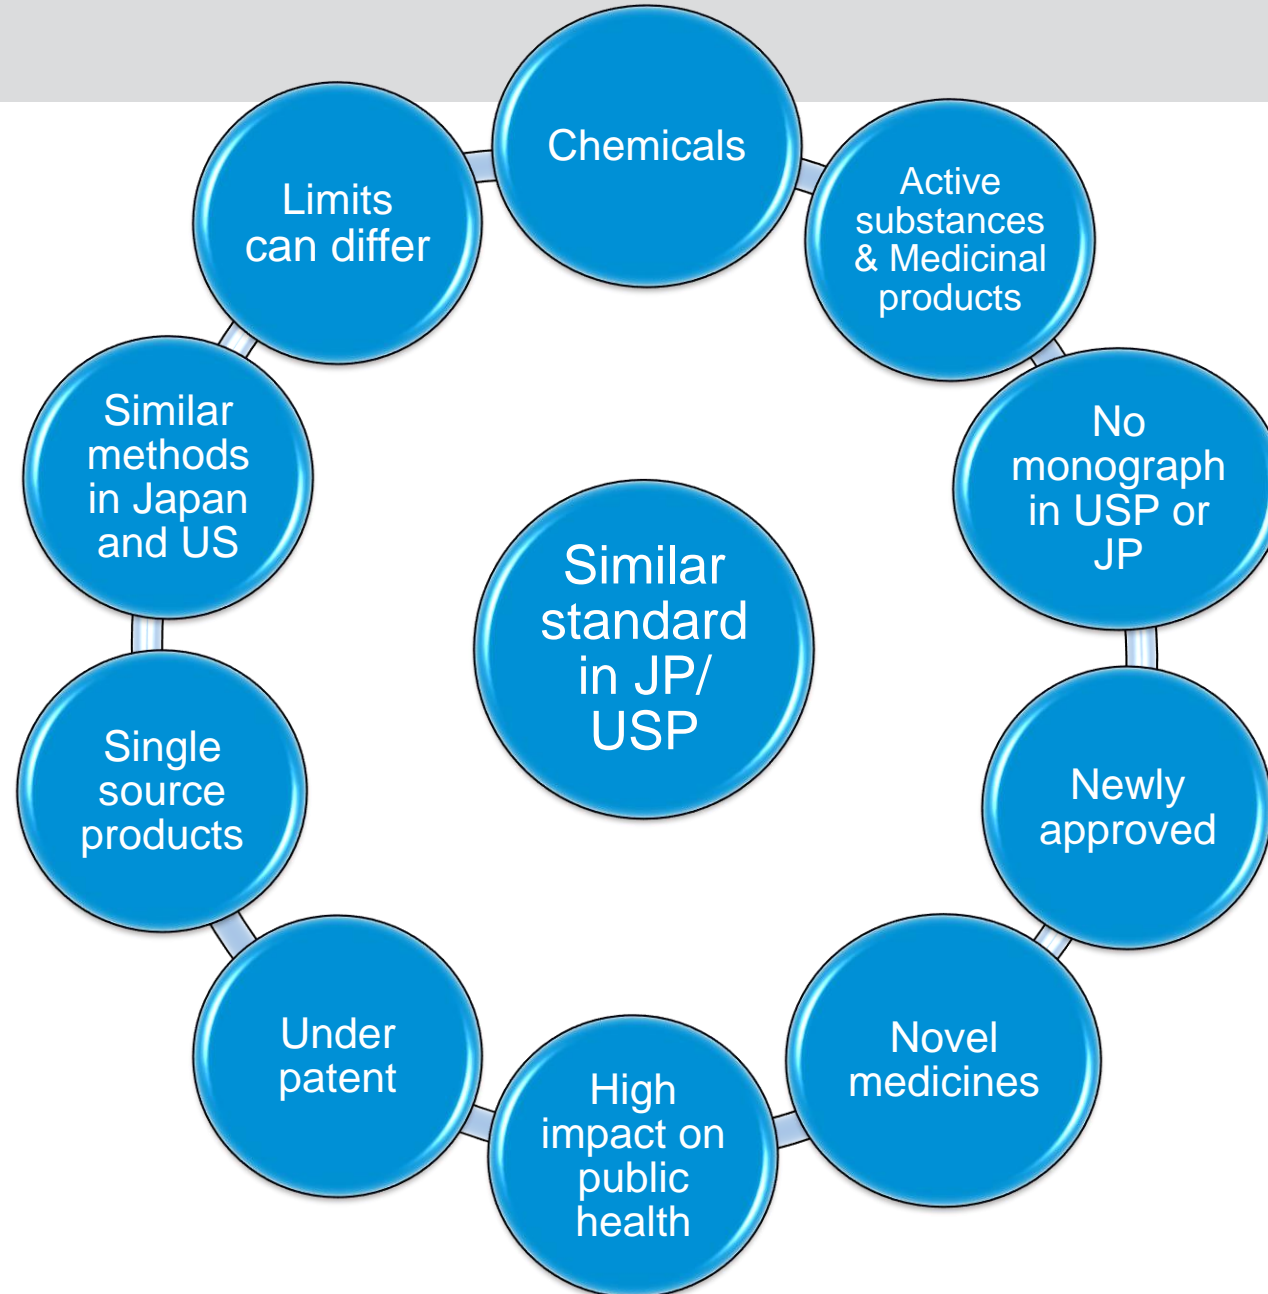 Chemicals
Active
substances
& Medicinal
products
No
monograph
in USP or
JP
Newly
approved
Novel
medicines
High
impact on
public
health
Under
patent
Single
source
products
Similar
methods
in Japan
and US
Limits
can differ
Similar
standard
in JP/
USP